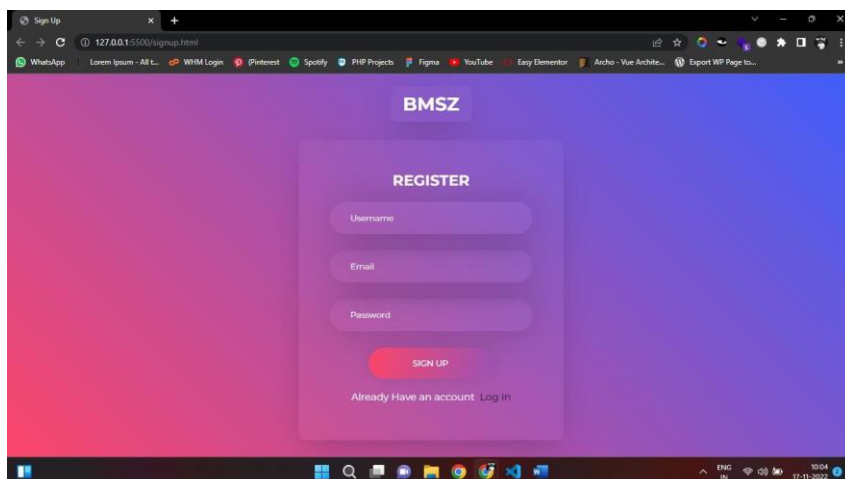 Sign Up
127.0.0.1:5500/signup.html
WhatsApp Lorem Ipsum - All t... WHM Login (Pinterest Spotify PHP Projects Figma YouTube Easy Elementor Archo - Vue Archite... Export WP Page to...
BMSZ
REGISTER
Username
Email
Password
SIGN UP
Already Have an account Log In
ENG 10:04
IN 17-11-2022 2